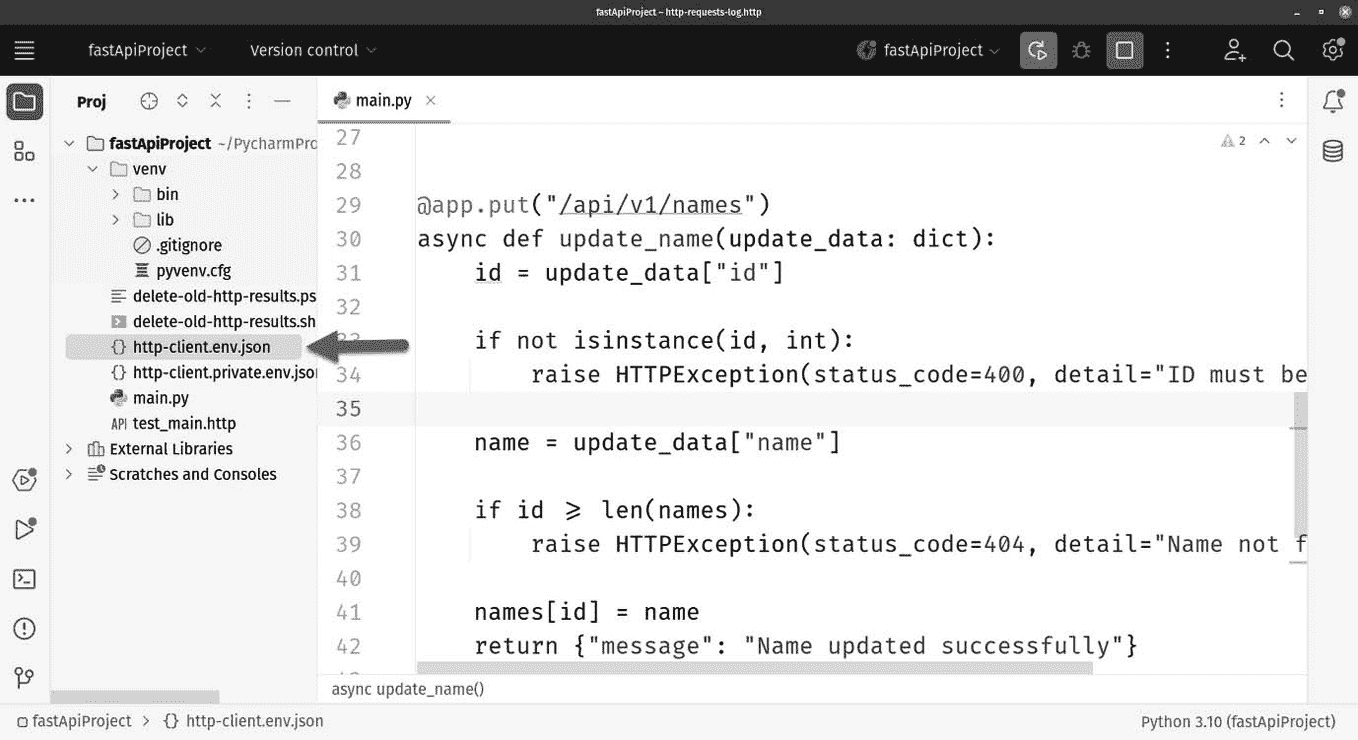 fastApiProject – http-requests-log.http
fastApiProject
Version control
fastApiProject
Proj
main.py
fastApiProject ~/PycharmPro
venv
bin
lib
.gitignore
pyvenv.cfg
delete-old-http-results.ps
delete-old-http-results.sh
http-client.env.json
http-client.private.env.json
main.py
API test_main.http
External Libraries
Scratches and Consoles
2
27
28
29 @app.put("/api/v1/names")
30 async def update_name(update_data: dict):
31 id = update_data["id"]
32
33 if not isinstance(id, int):
34 raise HTTPException(status_code=400, detail="ID must be
35
36 name = update_data["name"]
37
38 if id ⩾ len(names):
39 raise HTTPException(status_code=404, detail="Name not f
40
41 names[id] = name
42 return {"message": "Name updated successfully"}
async update_name()
fastApiProject > {} http-client.env.json
Python 3.10 (fastApiProject)